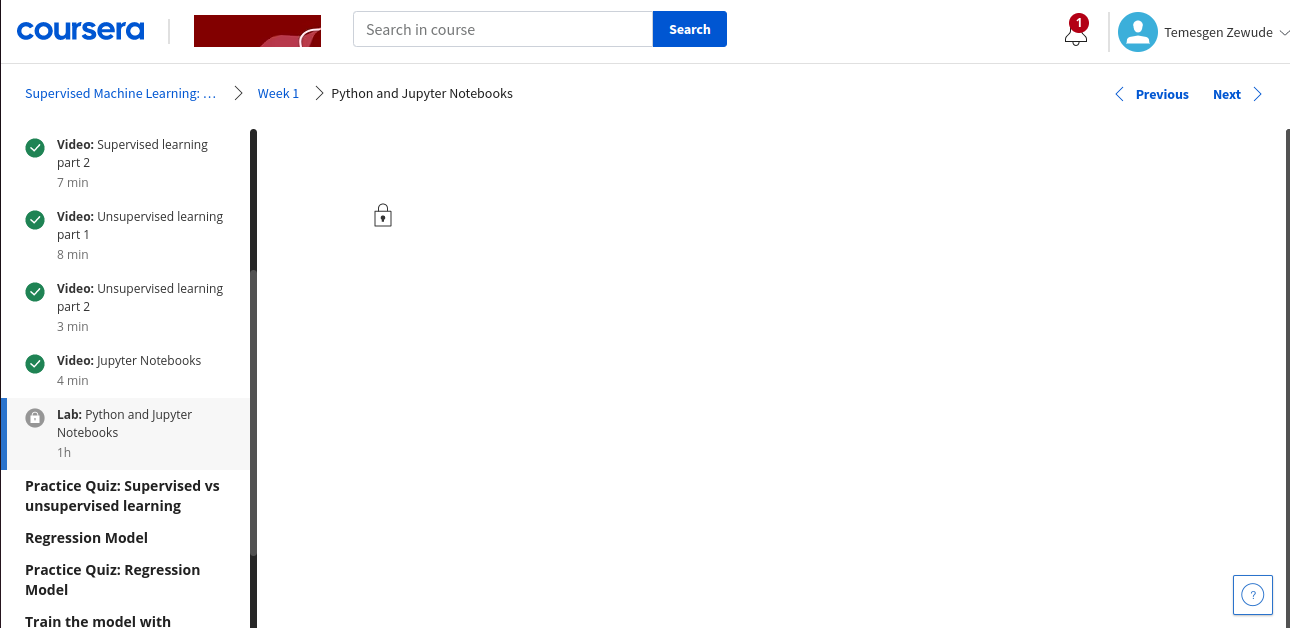 coursera
Search in course
Search
1
Temesgen Zewude
Supervised Machine Learning: ...
Week 1
Python and Jupyter Notebooks
Previous
Next
Video: Supervised learning
part 2
7 min
Video: Unsupervised learning
part 1
8 min
Video: Unsupervised learning
part 2
3 min
Video: Jupyter Notebooks
4 min
Lab: Python and Jupyter
Notebooks
1h
Practice Quiz: Supervised vs
unsupervised learning
Regression Model
Practice Quiz: Regression
Model
Train the model with
?